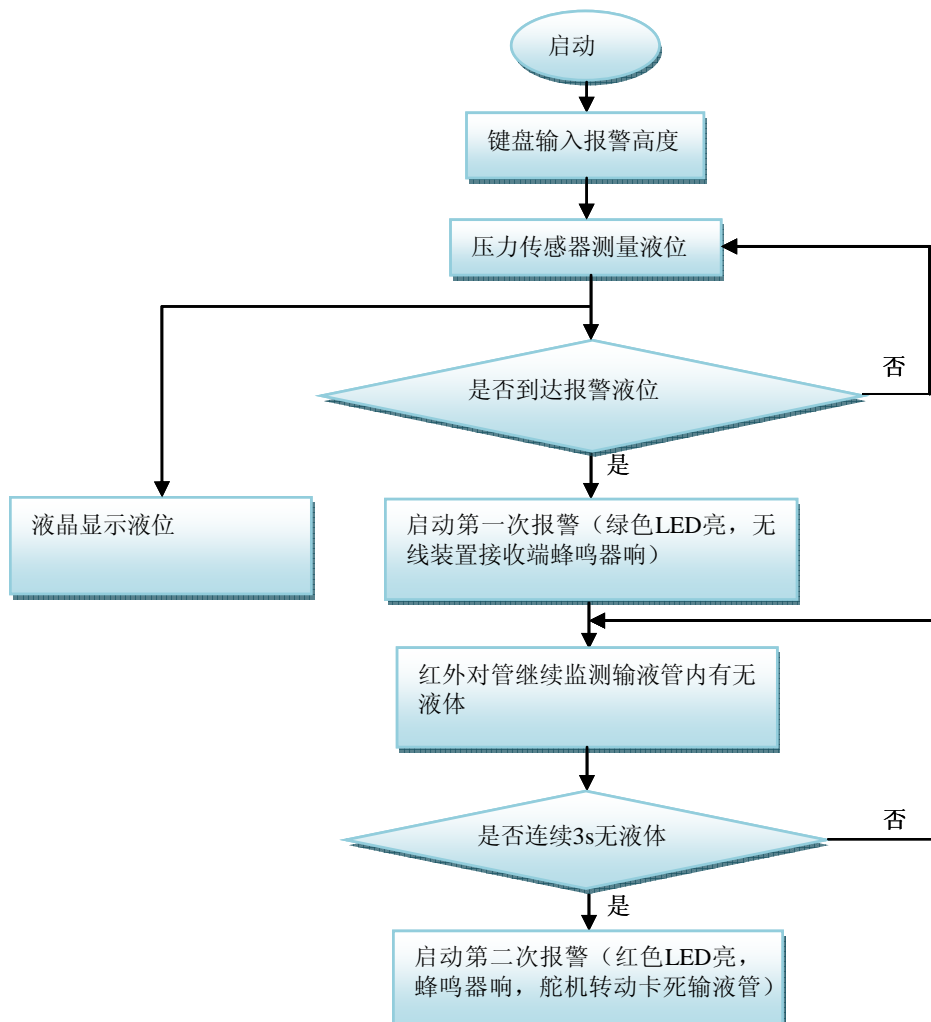 启动
键盘输入报警高度
压力传感器测量液位
是否到达报警液位
否
是
液晶显示液位
启动第一次报警（绿色LED亮，无
线装置接收端蜂鸣器响）
红外对管继续监测输液管内有无
液体
是否连续3s无液体
否
是
启动第二次报警（红色LED亮，
蜂鸣器响，舵机转动卡死输液管）